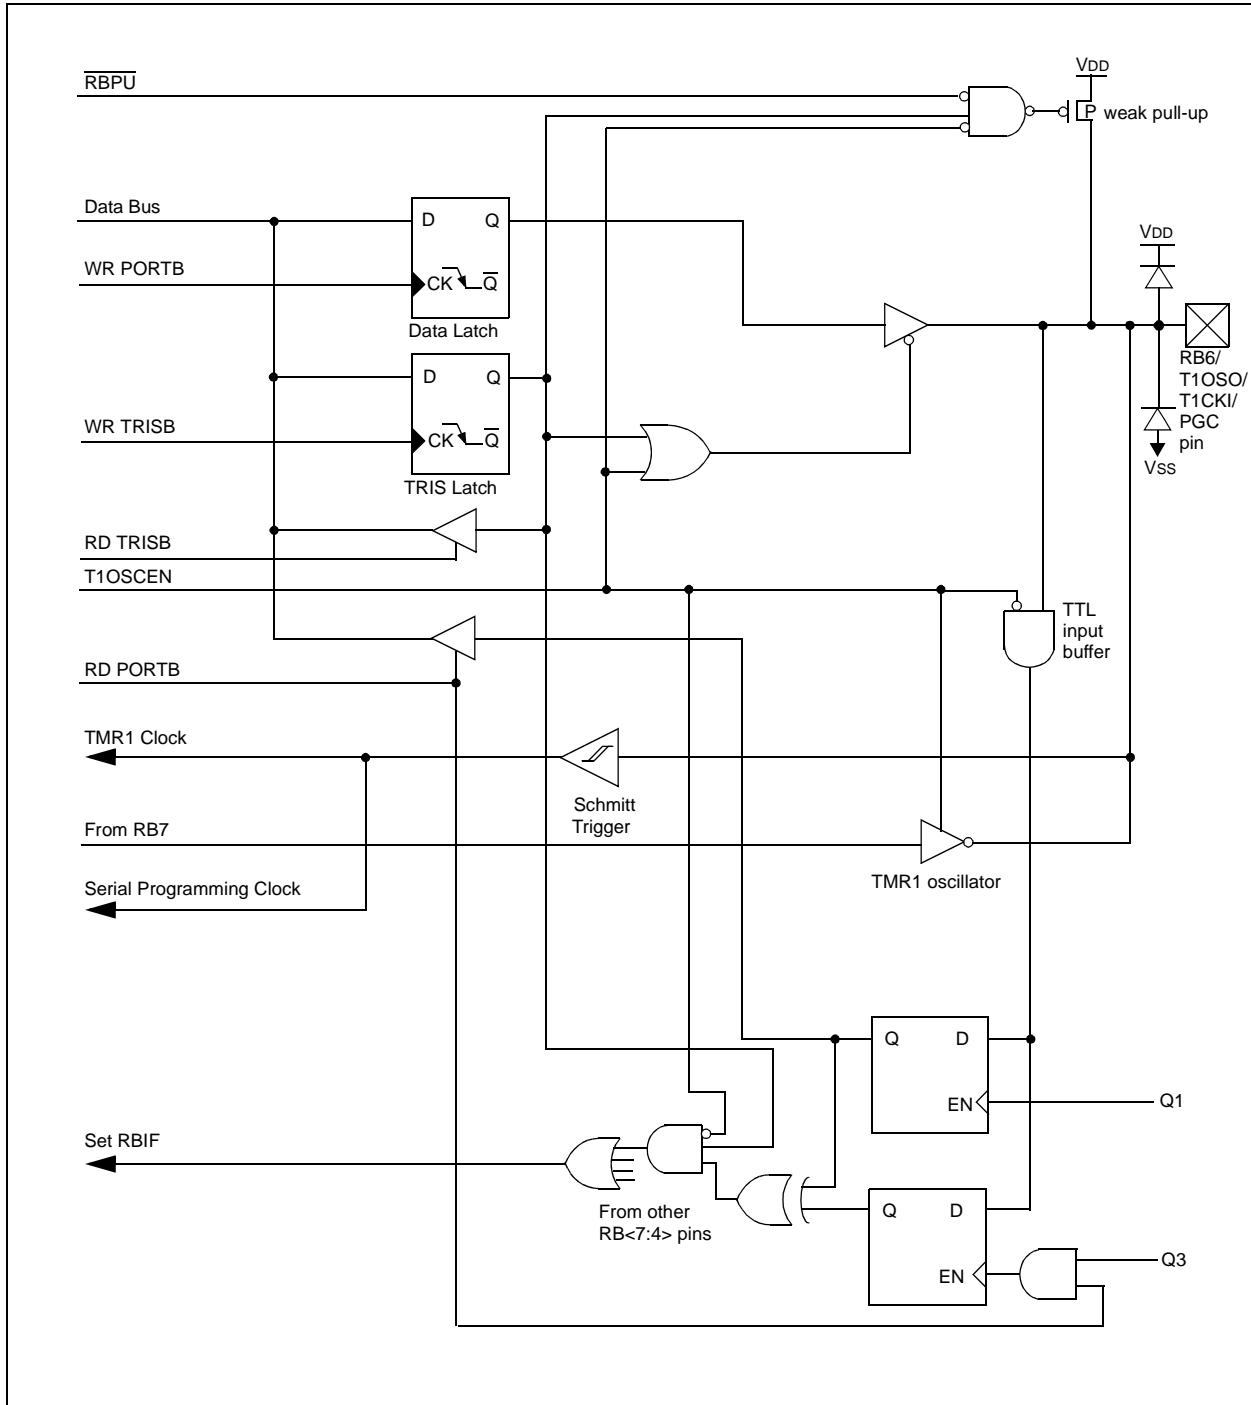 RBPU
VDD
P weak pull-up
Data Bus
D Q
VDD
WR PORTB
CK Q
Data Latch
RB6/
T1OSO/
T1CKI/
PGC
pin
D Q
WR TRISB
CK Q
VSS
TRIS Latch
RD TRISB
T1OSCEN
TTL
input
buffer
RD PORTB
TMR1 Clock
Schmitt
Trigger
From RB7
TMR1 oscillator
Serial Programming Clock
Q D
EN
Q1
Set RBIF
From other
RB<7:4> pins
Q D
EN
Q3